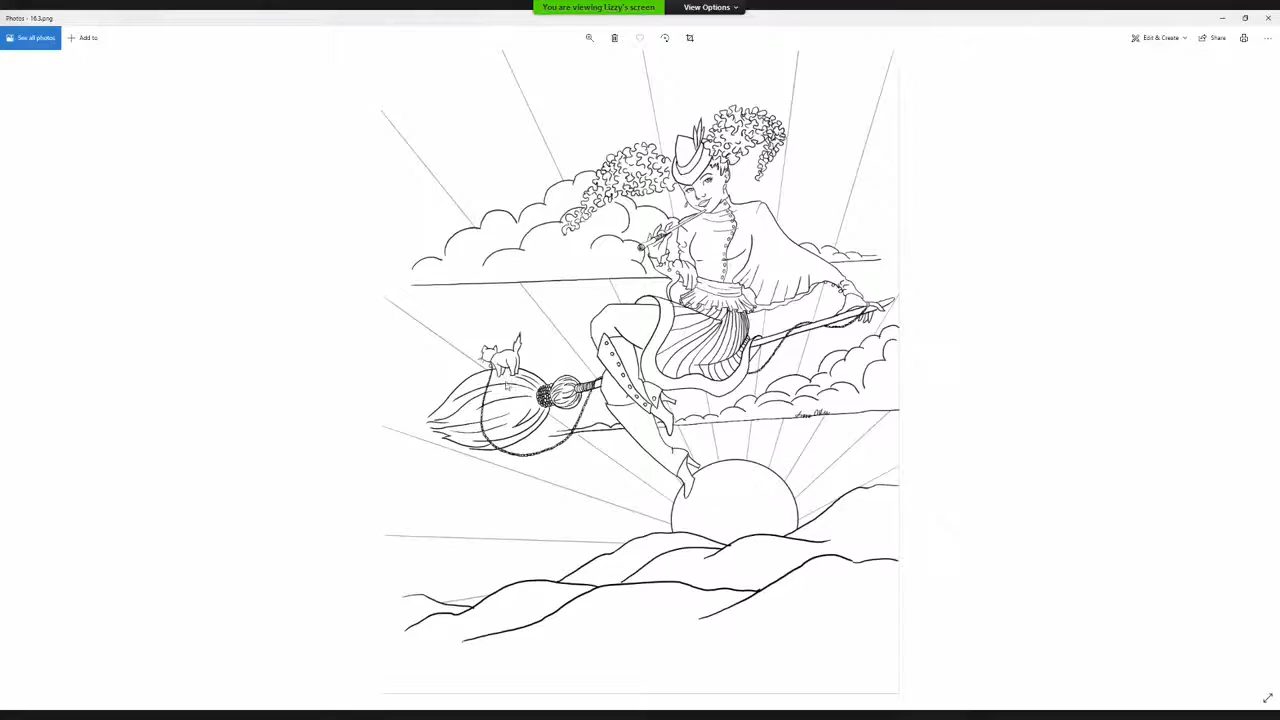 You are viewing Lizzy's screen
View Options
Photos - 16.3.png
See all photos
Add to
Edit & Create
Share